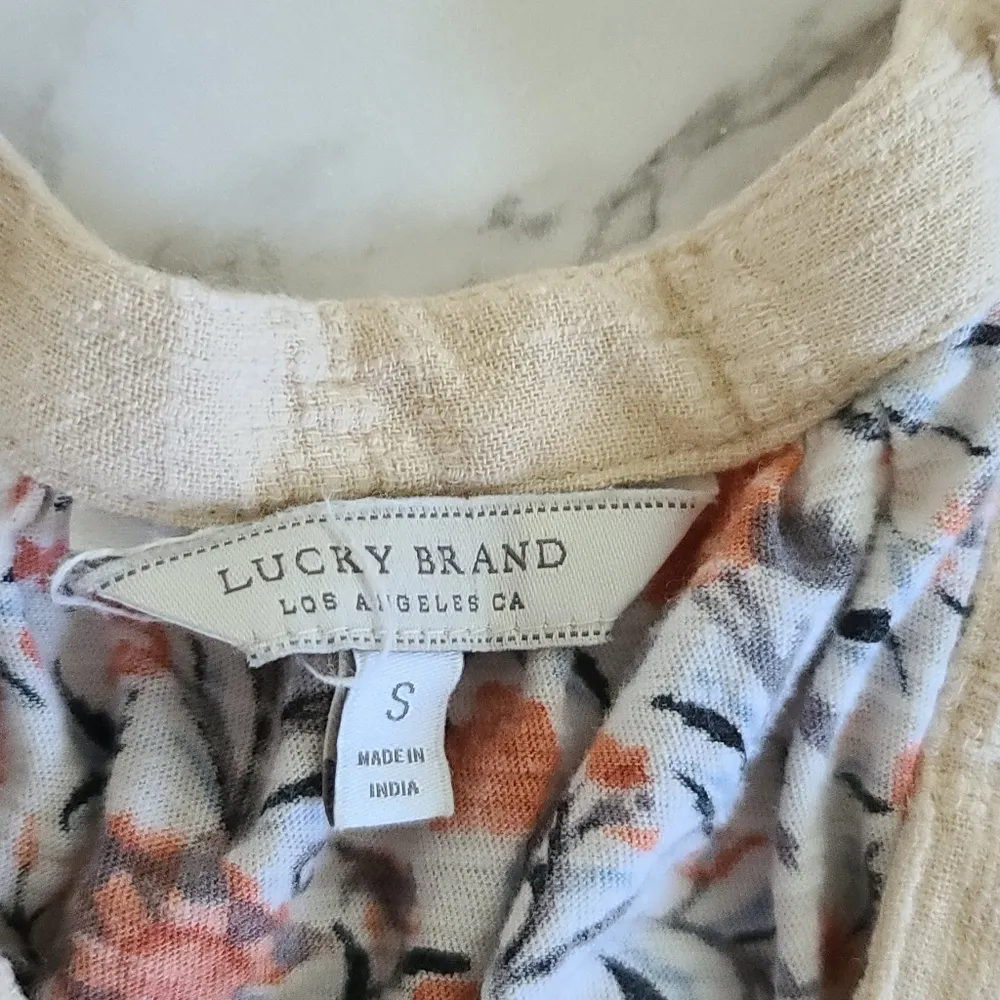 LUCKY BRAND
LOS ANGELES CA
S
MADE IN
INDIA